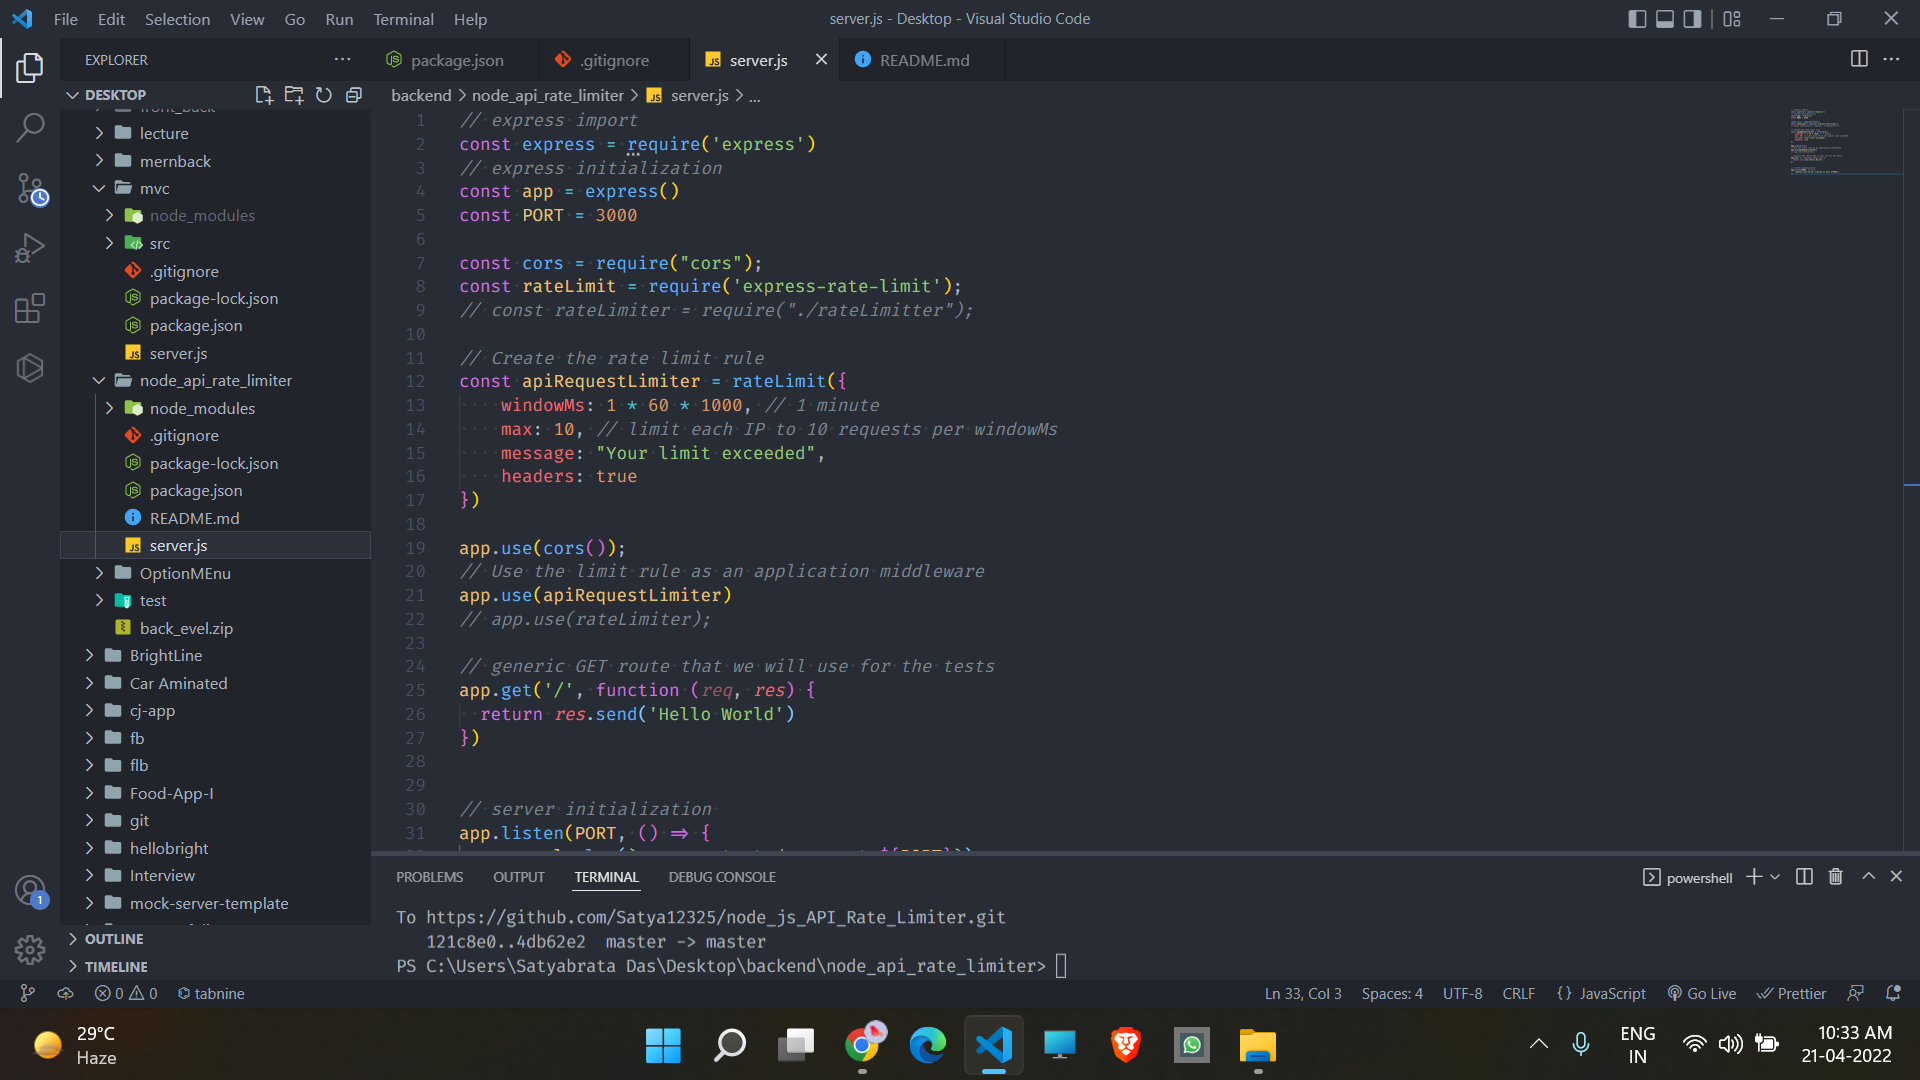 File Edit Selection View Go Run Terminal Help
server.js - Desktop - Visual Studio Code
EXPLORER
package.json
.gitignore
server.js
README.md
DESKTOP
backend > node_api_rate_limiter > server.js > ...
front_back
lecture
mernback
mvc
node_modules
src
.gitignore
package-lock.json
package.json
server.js
node_api_rate_limiter
node_modules
.gitignore
package-lock.json
package.json
README.md
server.js
OptionMEnu
test
back_evel.zip
BrightLine
Car Aminated
cj-app
fb
flb
Food-App-I
git
hellobright
Interview
mock-server-template
OUTLINE
TIMELINE
1 // express import
2 const express = require('express')
3 // express initialization
4 const app = express()
5 const PORT = 3000
6
7 const cors = require("cors");
8 const rateLimit = require('express-rate-limit');
9 // const rateLimiter = require("./rateLimitter");
10
11 // Create the rate limit rule
12 const apiRequestLimiter = rateLimit({
13 windowMs: 1 * 60 * 1000, // 1 minute
14 max: 10, // limit each IP to 10 requests per windowMs
15 message: "Your limit exceeded",
16 headers: true
17 })
18
19 app.use(cors());
20 // Use the limit rule as an application middleware
21 app.use(apiRequestLimiter)
22 // app.use(rateLimiter);
23
24 // generic GET route that we will use for the tests
25 app.get('/', function (req, res) {
26 return res.send('Hello World')
27 })
28
29
30 // server initialization
31 app.listen(PORT, () => {
PROBLEMS OUTPUT TERMINAL DEBUG CONSOLE
powershell
To https://github.com/Satya12325/node_js_API_Rate_Limiter.git
121c8e0..4db62e2 master -> master
PS C:\Users\Satyabrata Das\Desktop\backend\node_api_rate_limiter>
1
0 0 tabnine
Ln 33, Col 3 Spaces: 4 UTF-8 CRLF {} JavaScript Go Live Prettier
29°C
Haze
ENG
IN
10:33 AM
21-04-2022